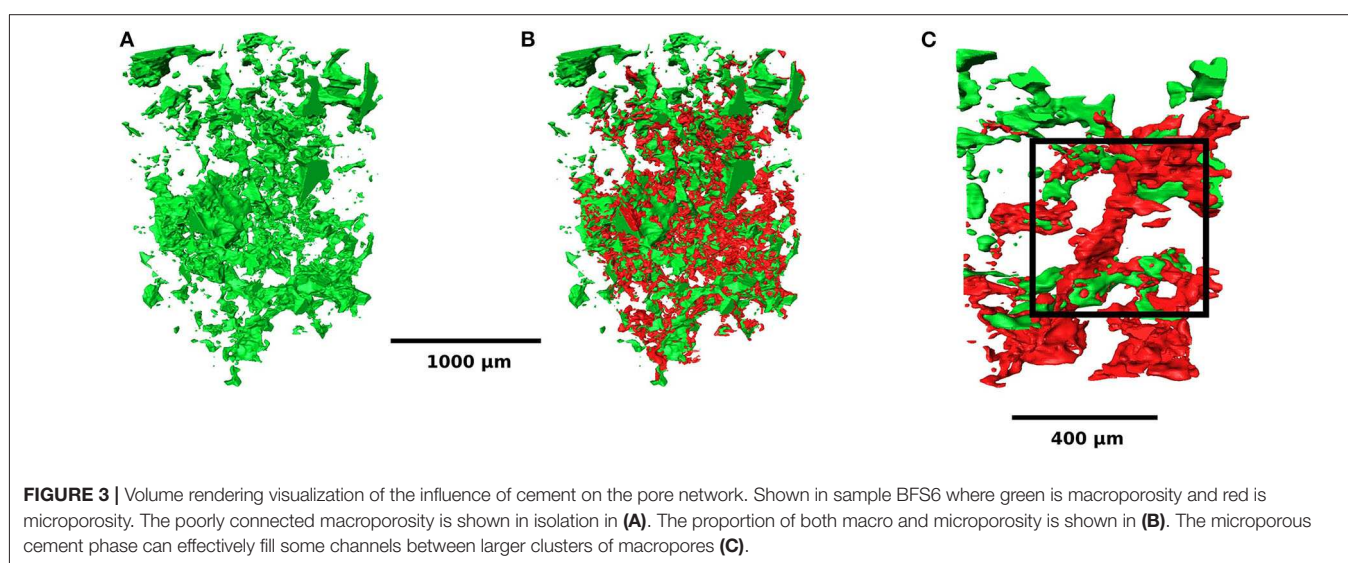 A
B
C
1000 μm
400 μm
FIGURE 3 | Volume rendering visualization of the influence of cement on the pore network. Shown in sample BFS6 where green is macroporosity and red is
microporosity. The poorly connected macroporosity is shown in isolation in (A). The proportion of both macro and microporosity is shown in (B). The microporous
cement phase can effectively fill some channels between larger clusters of macropores (C).